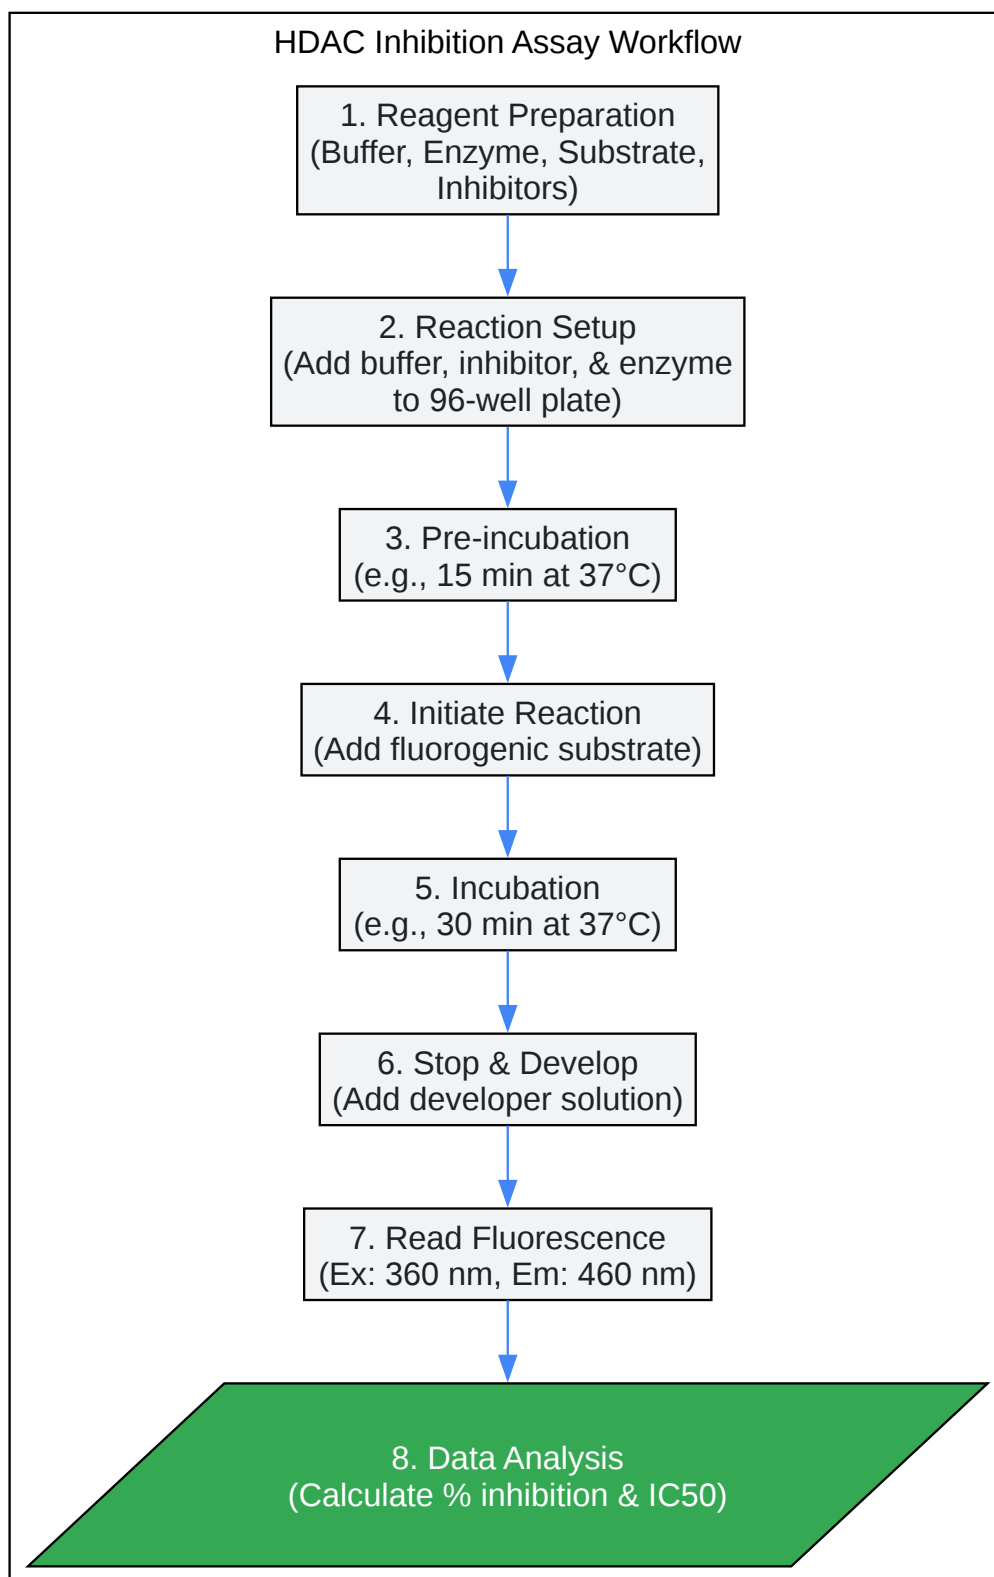 HDAC Inhibition Assay Workflow
1. Reagent Preparation
(Buffer, Enzyme, Substrate,
Inhibitors)
2. Reaction Setup
(Add buffer, inhibitor, & enzyme
to 96-well plate)
3. Pre-incubation
(e.g., 15 min at 37°C)
4. Initiate Reaction
(Add fluorogenic substrate)
5. Incubation
(e.g., 30 min at 37°C)
6. Stop & Develop
(Add developer solution)
7. Read Fluorescence
(Ex: 360 nm, Em: 460 nm)
8. Data Analysis
(Calculate % inhibition & IC50)